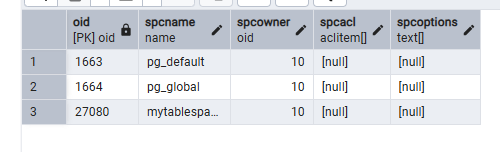 oid spcname spcowner spcacl spcoptions
[PK] oid name oid aclitem[] text[]
1 1663 pg_default 10 [null] [null]
2 1664 pg_global 10 [null] [null]
3 27080 mytablespa... 10 [null] [null]